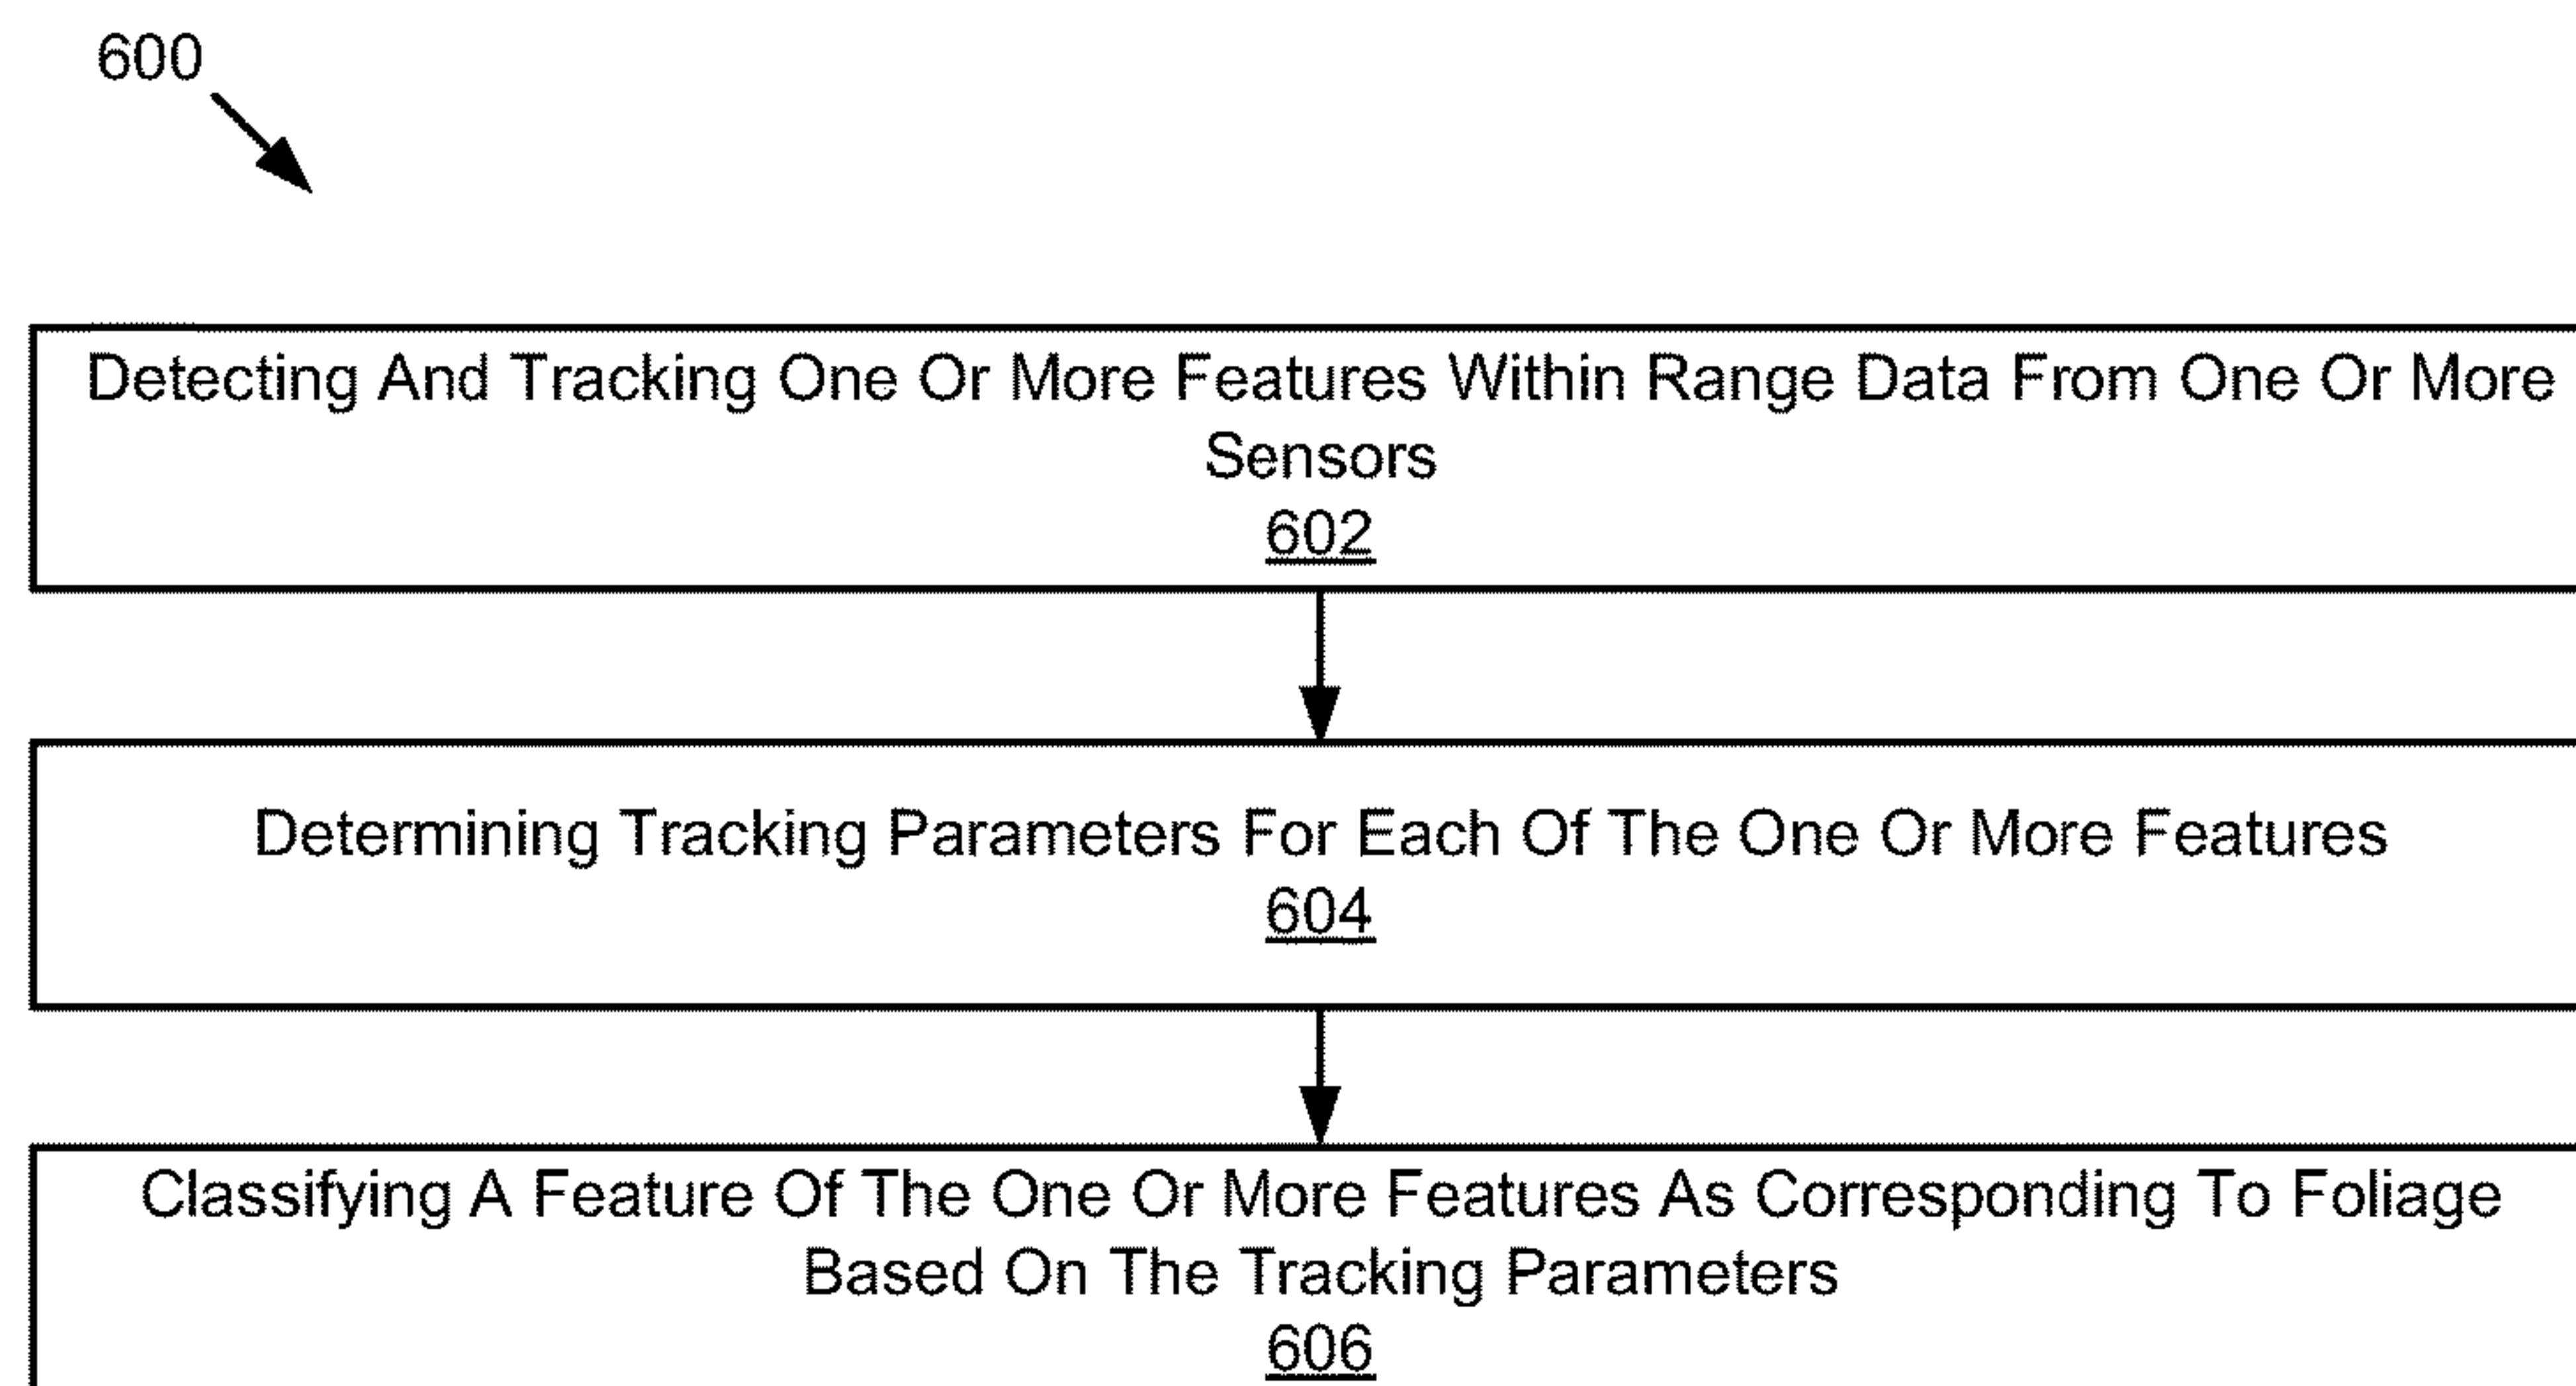 600
Detecting And Tracking One Or More Features Within Range Data From One Or More
Sensors
602
Determining Tracking Parameters For Each Of The One Or More Features
604
Classifying A Feature Of The One Or More Features As Corresponding To Foliage
Based On The Tracking Parameters
606